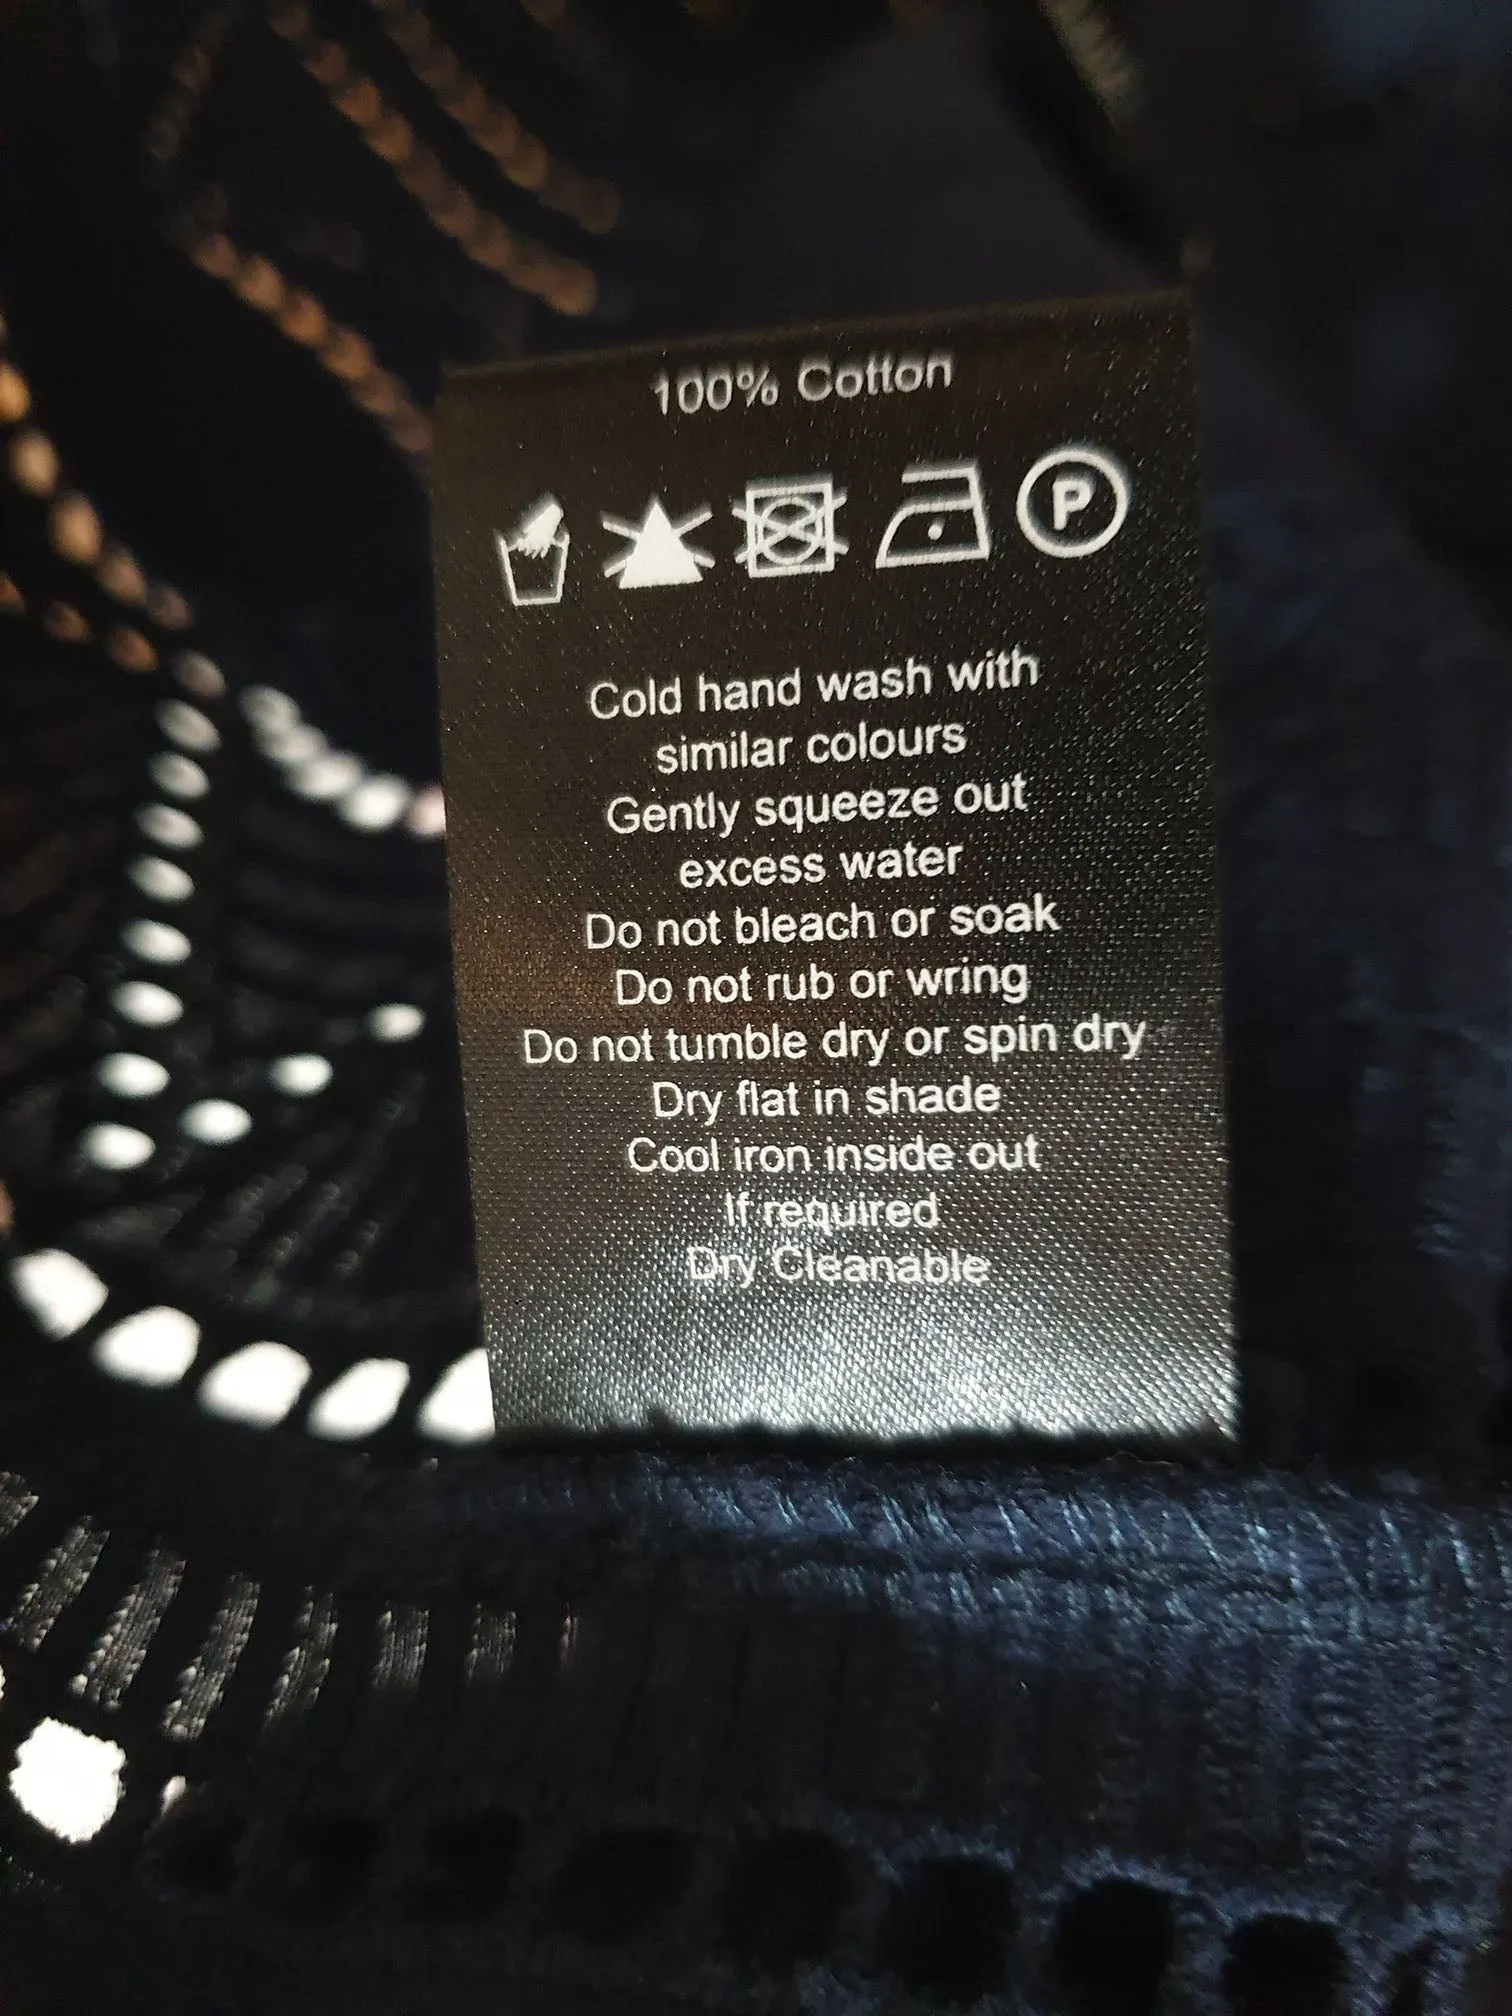 100% Cotton
P
Cold hand wash with
similar colours
Gently squeeze out
excess water
Do not bleach or soak
Do not rub or wring
Do not tumble dry or spin dry
Dry flat in shade
Cool iron inside out
If required
Dry Cleanable